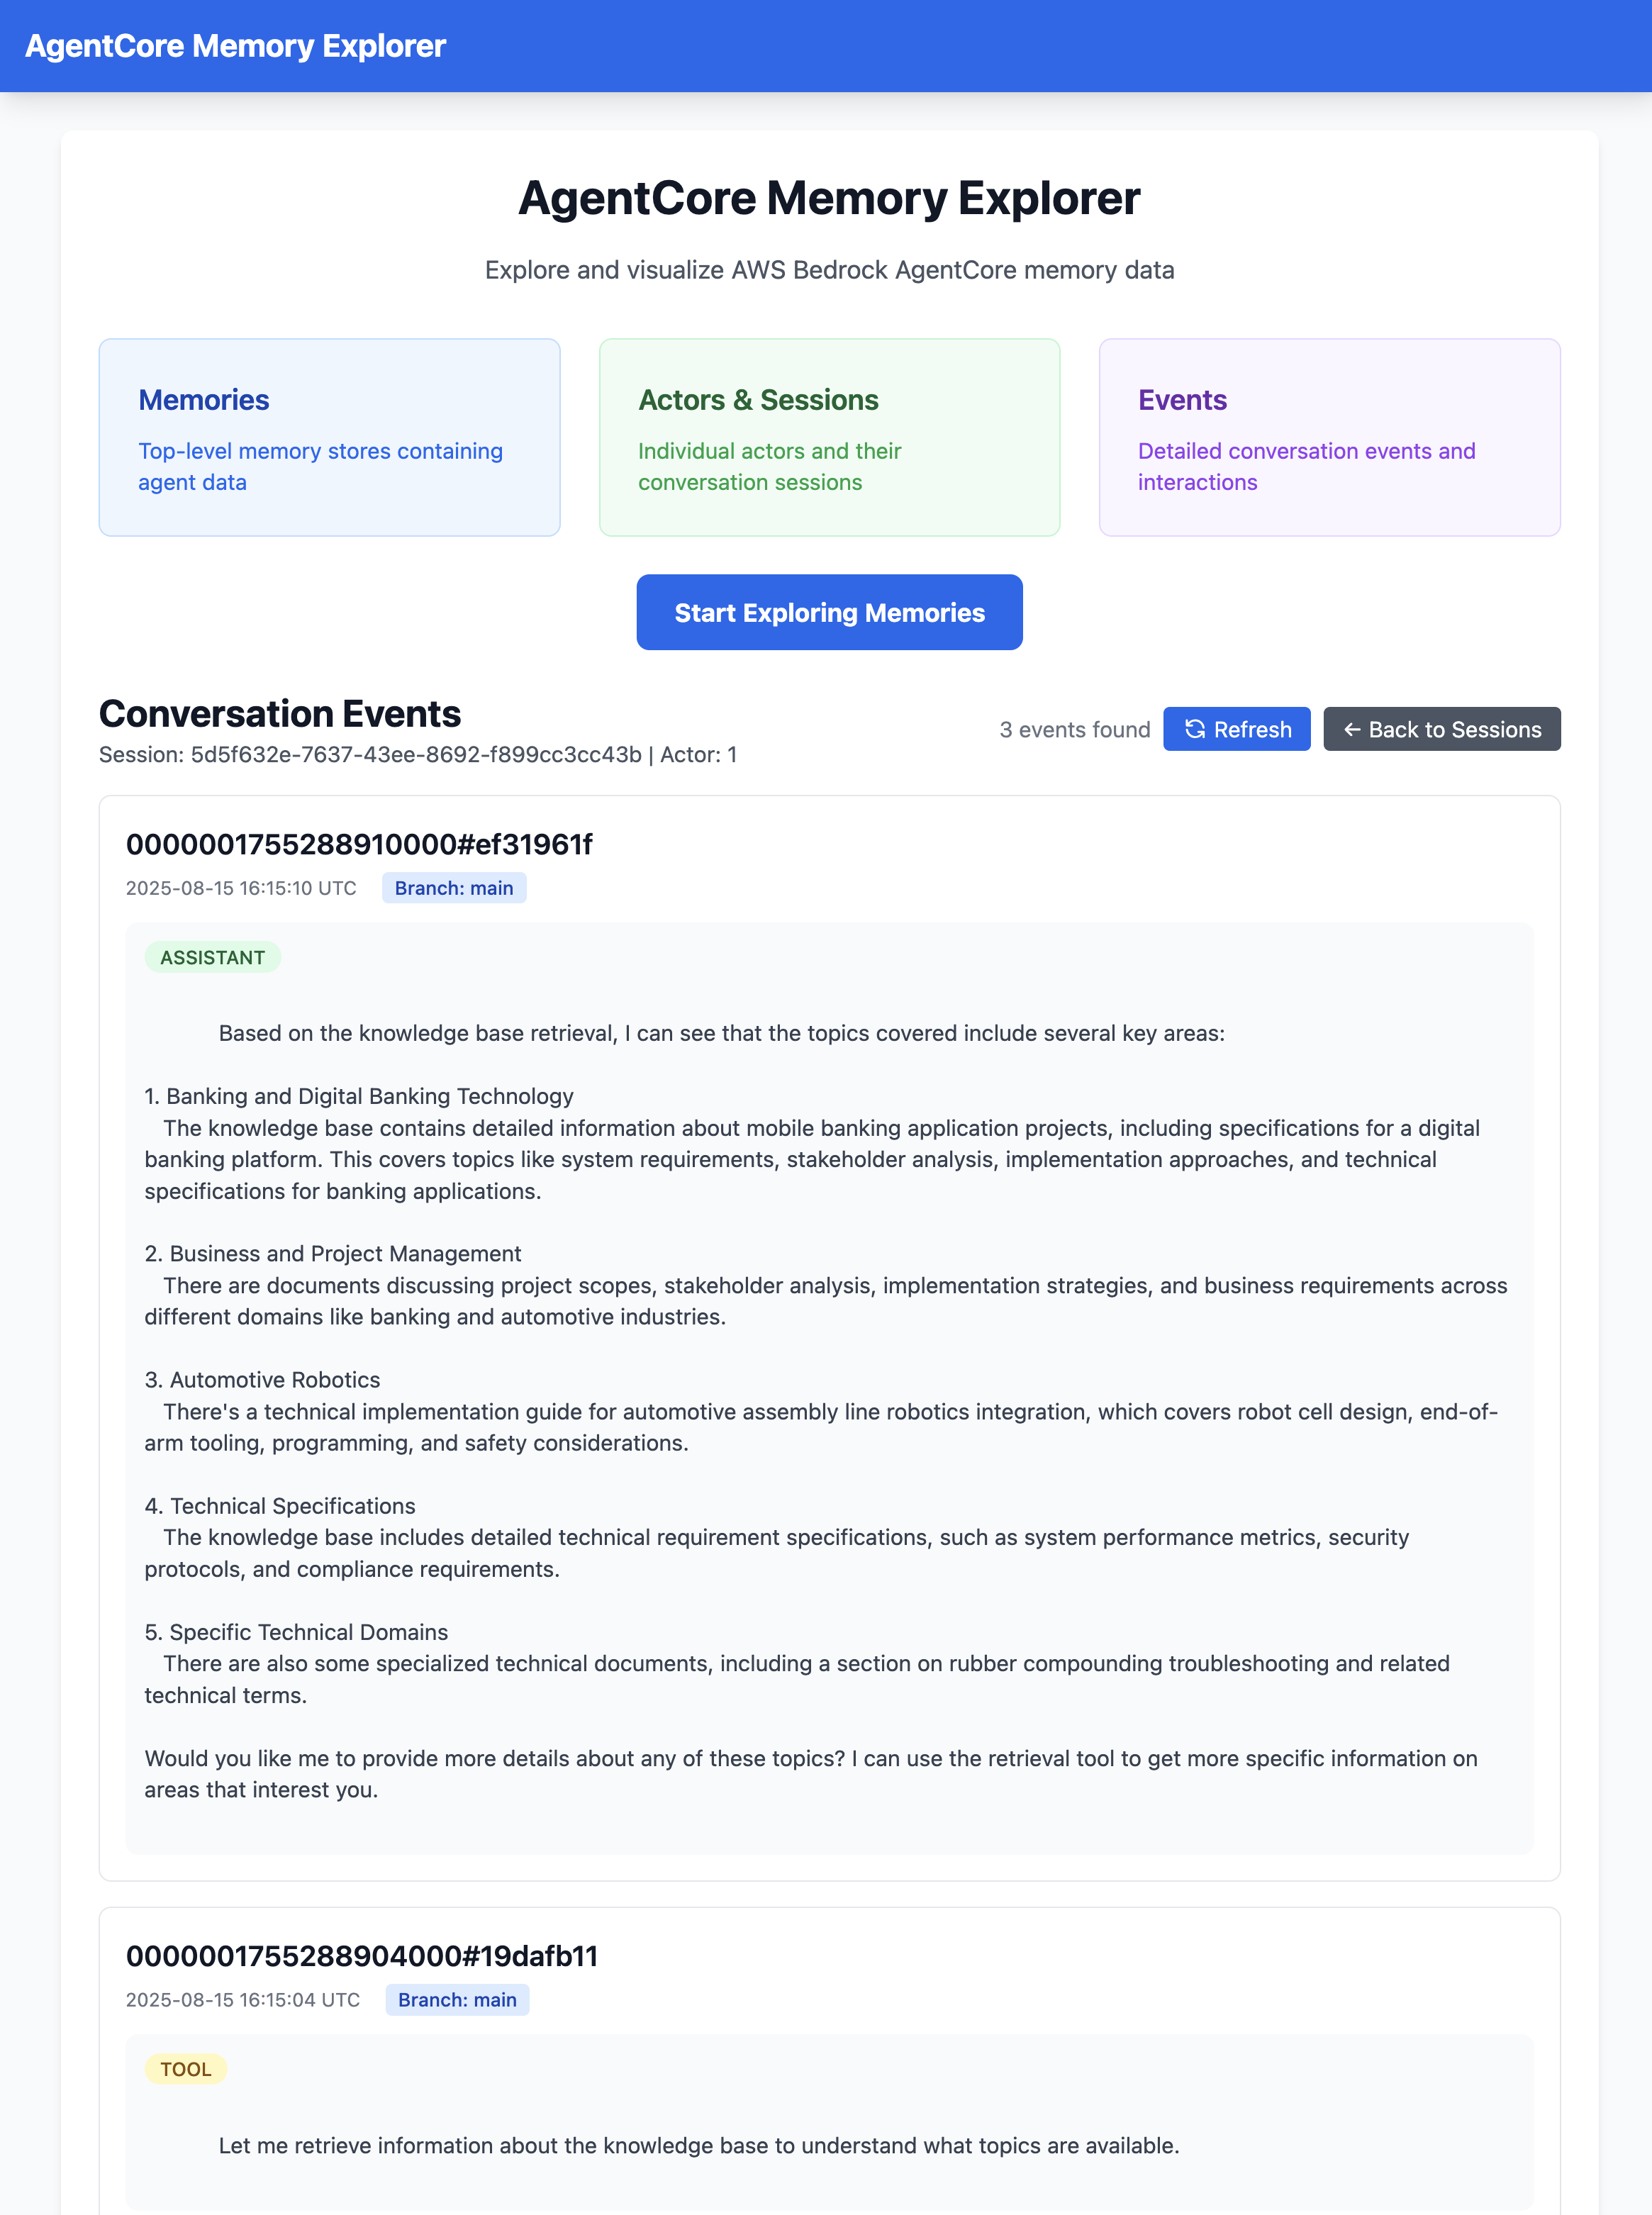 AgentCore Memory Explorer
AgentCore Memory Explorer
Explore and visualize AWS Bedrock AgentCore memory data
Memories
Top-level memory stores containing
agent data
Actors & Sessions
Individual actors and their
conversation sessions
Events
Detailed conversation events and
interactions
Start Exploring Memories
Conversation Events
Session: 5d5f632e-7637-43ee-8692-f899cc3cc43b | Actor: 1
3 events found
Refresh
← Back to Sessions
0000001755288910000#ef31961f
2025-08-15 16:15:10 UTC
Branch: main
ASSISTANT
Based on the knowledge base retrieval, I can see that the topics covered include several key areas:
1. Banking and Digital Banking Technology
The knowledge base contains detailed information about mobile banking application projects, including specifications for a digital
banking platform. This covers topics like system requirements, stakeholder analysis, implementation approaches, and technical
specifications for banking applications.
2. Business and Project Management
There are documents discussing project scopes, stakeholder analysis, implementation strategies, and business requirements across
different domains like banking and automotive industries.
3. Automotive Robotics
There's a technical implementation guide for automotive assembly line robotics integration, which covers robot cell design, end-of-
arm tooling, programming, and safety considerations.
4. Technical Specifications
The knowledge base includes detailed technical requirement specifications, such as system performance metrics, security
protocols, and compliance requirements.
5. Specific Technical Domains
There are also some specialized technical documents, including a section on rubber compounding troubleshooting and related
technical terms.
Would you like me to provide more details about any of these topics? I can use the retrieval tool to get more specific information on
areas that interest you.
0000001755288904000#19dafb11
2025-08-15 16:15:04 UTC
Branch: main
TOOL
Let me retrieve information about the knowledge base to understand what topics are available.